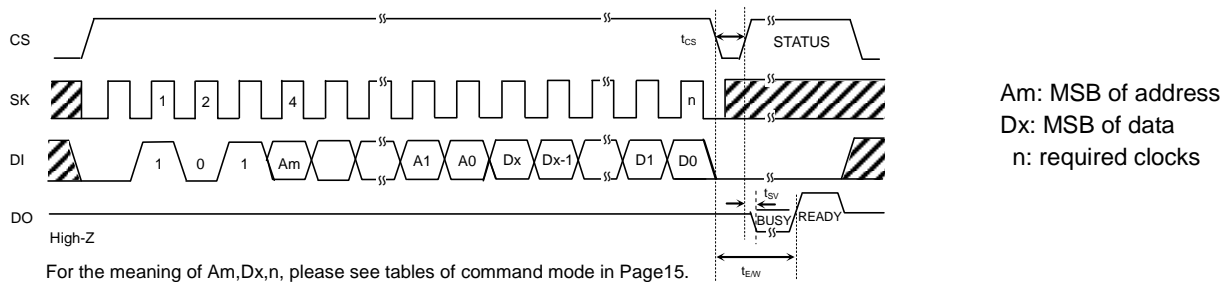 CS
tCS
STATUS
SK
1 2 4 n
DI
1 0 1 Am A1 A0 Dx Dx-1 D1 D0
tSV
DO
BUSY READY
High-Z
tE/W
For the meaning of Am,Dx,n, please see tables of command mode in Page15.
Am: MSB of address
Dx: MSB of data
n: required clocks